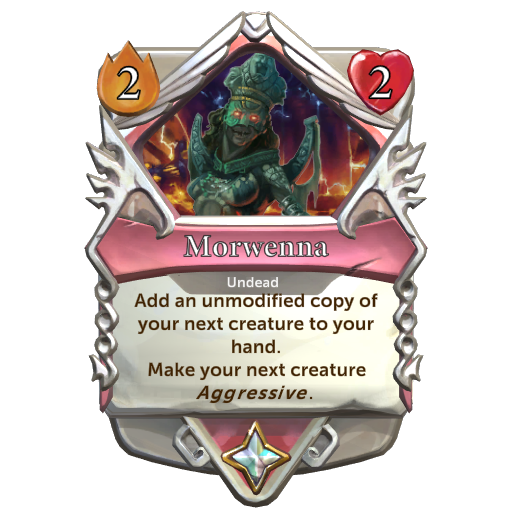 2
2
Morwenna
Undead
Add an unmodified copy of
your next creature to your
hand.
Make your next creature
Aggressive.